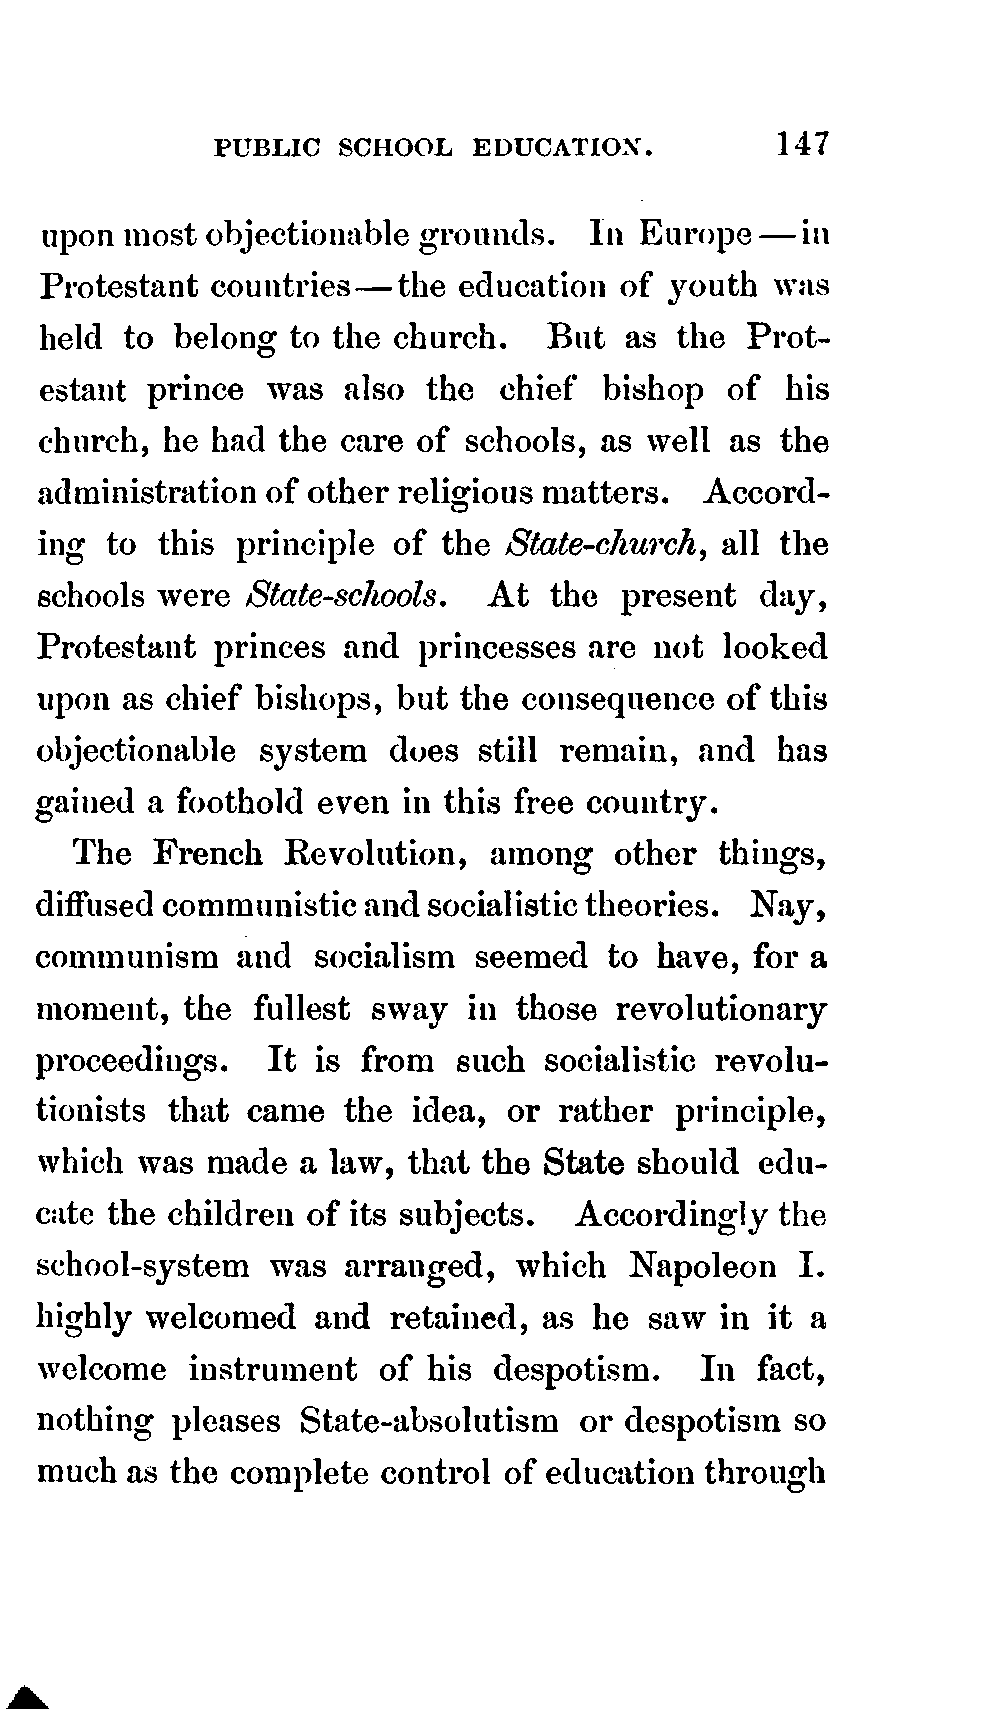 PUBLIC SCHOOL EDUCATION. 147
upon most objectionable grounds. In Europe — in
Protestant countries — the education of youth was
held to belong to the church. But as the Prot-
estant prince was also the chief bishop of his
church, he had the care of schools, as well as the
administration of other religious matters. Accord-
ing to this principle of the State-church, all the
schools were State-schools. At the present day,
Protestant princes and princesses are not looked
upon as chief bishops, but the consequence of this
objectionable system does still remain, and has
gained a foothold even in this free country.
The French Revolution, among other things,
diffused communistic and socialistic theories. Nay,
communism and socialism seemed to have, for a
moment, the fullest sway in those revolutionary
proceedings. It is from such socialistic revolu-
tionists that came the idea, or rather principle,
which was made a law, that the State should edu-
cate the children of its subjects. Accordingly the
school-system was arranged, which Napoleon I.
highly welcomed and retained, as he saw in it a
welcome instrument of his despotism. In fact,
nothing pleases State-absolutism or despotism so
much as the complete control of education through